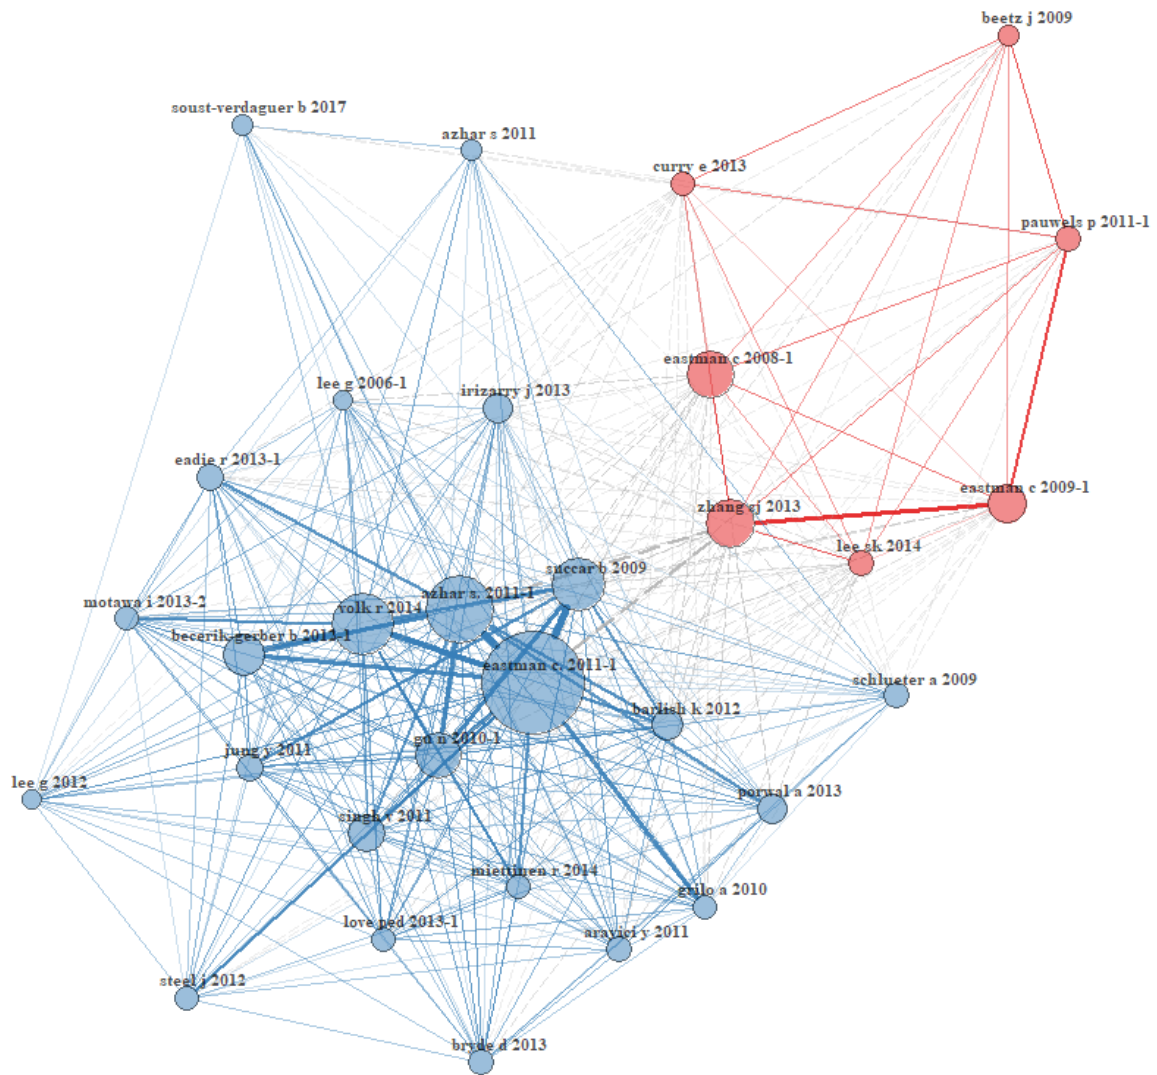 beetz j 2009
soust-verdaguer b 2017
azhar s 2011
curry e 2013
pauwels p 2011-1
eastman c 2008-1
lee g 2006-1
irizarry j 2013
eadie r 2013-1
eastman c 2009-1
zhang sj 2013
lee sk 2014
succar b 2009
azhar s. 2011-1
motawa i 2013-2
volk r 2014
becerik-gerber b 2012-1
eastman c. 2011-1
schlueter a 2009
barlish k 2012
gu n 2010-1
jung y 2011
lee g 2012
porwal a 2013
singh v 2011
miettinen r 2014
grilo a 2010
love ped 2013-1
arayici y 2011
steel j 2012
bryde d 2013